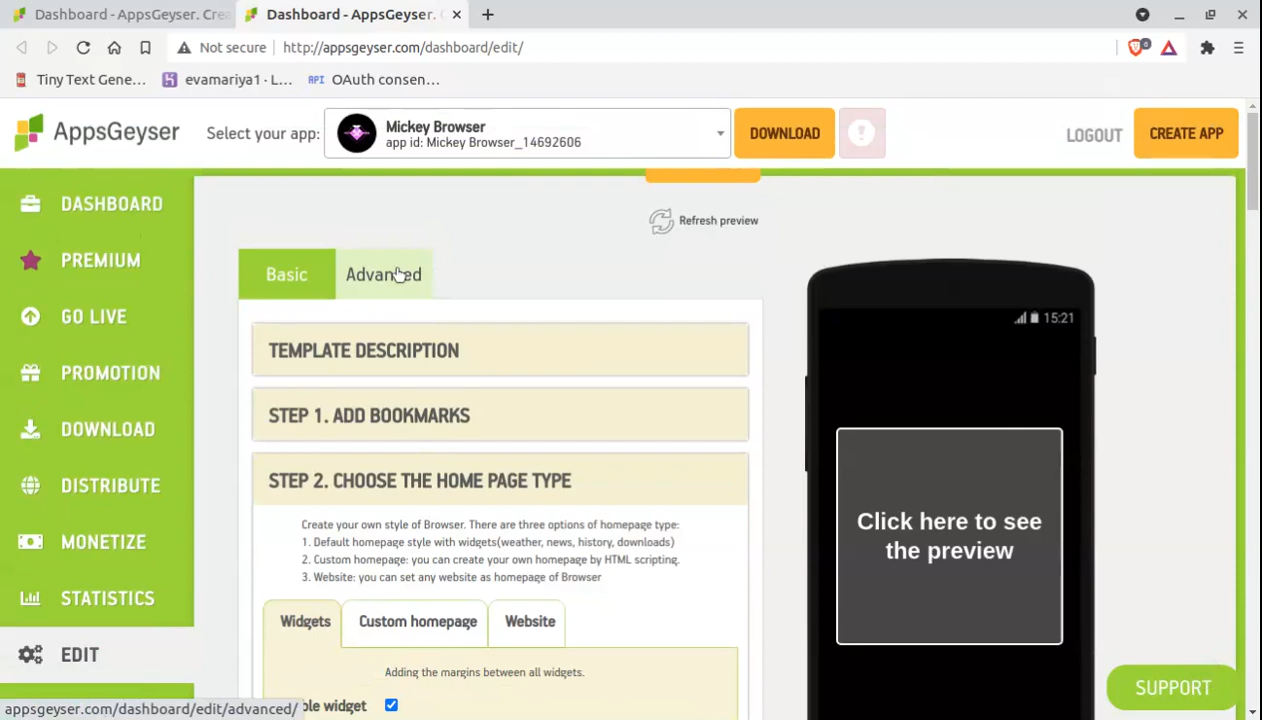 Dashboard - AppsGeyser. Crea
Dashboard - AppsGeyser. C
Not secure
http://appsgeyser.com/dashboard/edit/
Tiny Text Gene...
evamariya1 · L...
API
OAuth consen...
AppsGeyser
Select your app:
Mickey Browser
app id: Mickey Browser_14692606
DOWNLOAD
LOGOUT
CREATE APP
DASHBOARD
PREMIUM
GO LIVE
PROMOTION
DOWNLOAD
DISTRIBUTE
MONETIZE
STATISTICS
EDIT
Refresh preview
Basic
Advanced
TEMPLATE DESCRIPTION
STEP 1. ADD BOOKMARKS
STEP 2. CHOOSE THE HOME PAGE TYPE
Create your own style of Browser. There are three options of homepage type:
1. Default homepage style with widgets(weather, news, history, downloads)
2. Custom homepage: you can create your own homepage by HTML scripting.
3. Website: you can set any website as homepage of Browser
Widgets
Custom homepage
Website
Adding the margins between all widgets.
ble widget
15:21
Click here to see
the preview
SUPPORT
appsgeyser.com/dashboard/edit/advanced/